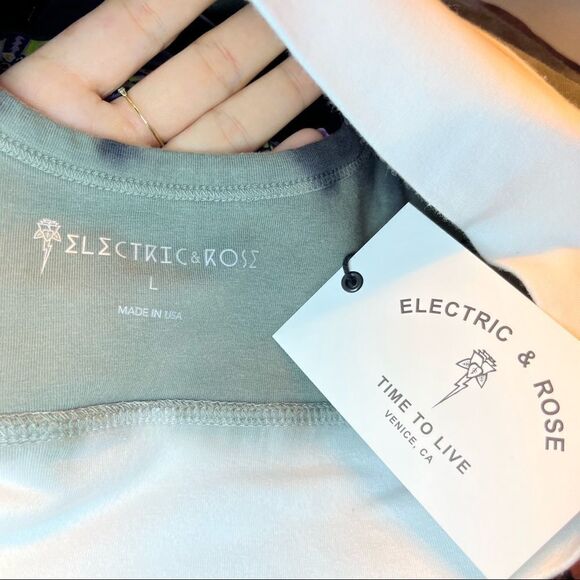 ELECTRIC & ROSE
L
MADE IN USA
ELECTRIC & ROSE
TIME TO LIVE
VENICE, CA